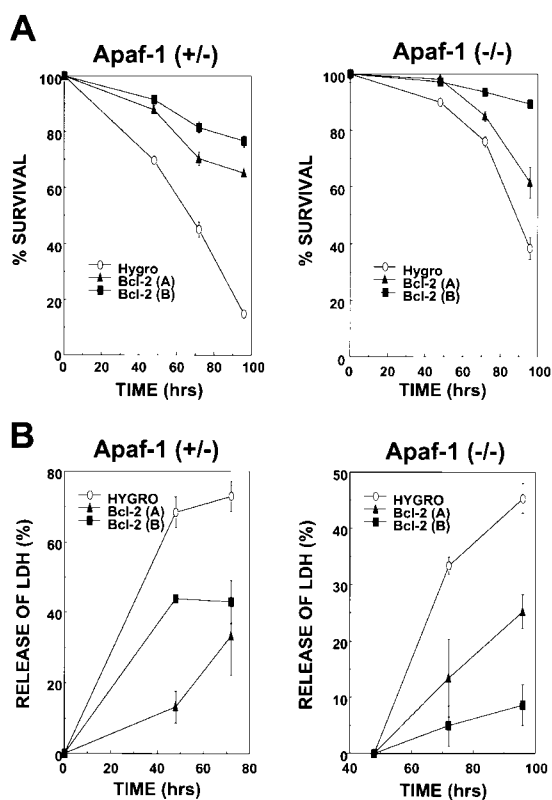 A
Apaf-1 (+/-)
Apaf-1 (-/-)
100
80
60
40
20
0
% SURVIVAL
Hygro
Bcl-2 (A)
Bcl-2 (B)
0 20 40 60 80 100
TIME (hrs)
100
80
60
40
20
0
% SURVIVAL
Hygro
Bcl-2 (A)
Bcl-2 (B)
0 20 40 60 80 100
TIME (hrs)
B
Apaf-1 (+/-)
Apaf-1 (-/-)
80
60
40
20
0
RELEASE OF LDH (%)
HYGRO
Bcl-2 (A)
Bcl-2 (B)
0 20 40 60 80
TIME (hrs)
50
40
30
20
10
0
RELEASE OF LDH (%)
HYGRO
Bcl-2 (A)
Bcl-2 (B)
40 60 80 100
TIME (hrs)